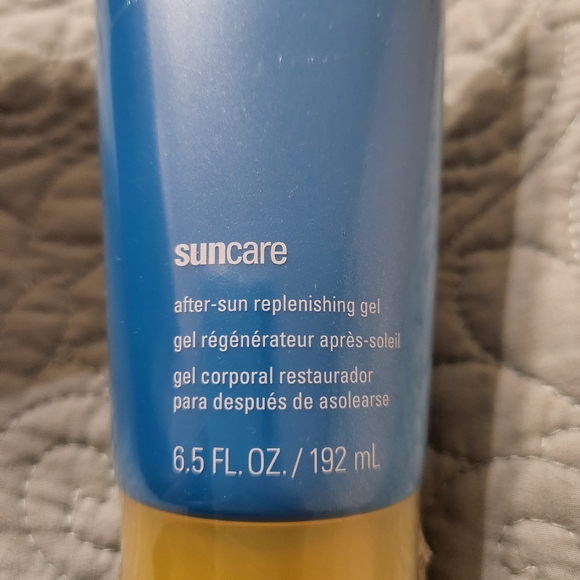 suncare
after-sun replenishing gel
gel régénérateur après-soleil
gel corporal restaurador
para después de asolearse
6.5 FL. OZ. / 192 mL